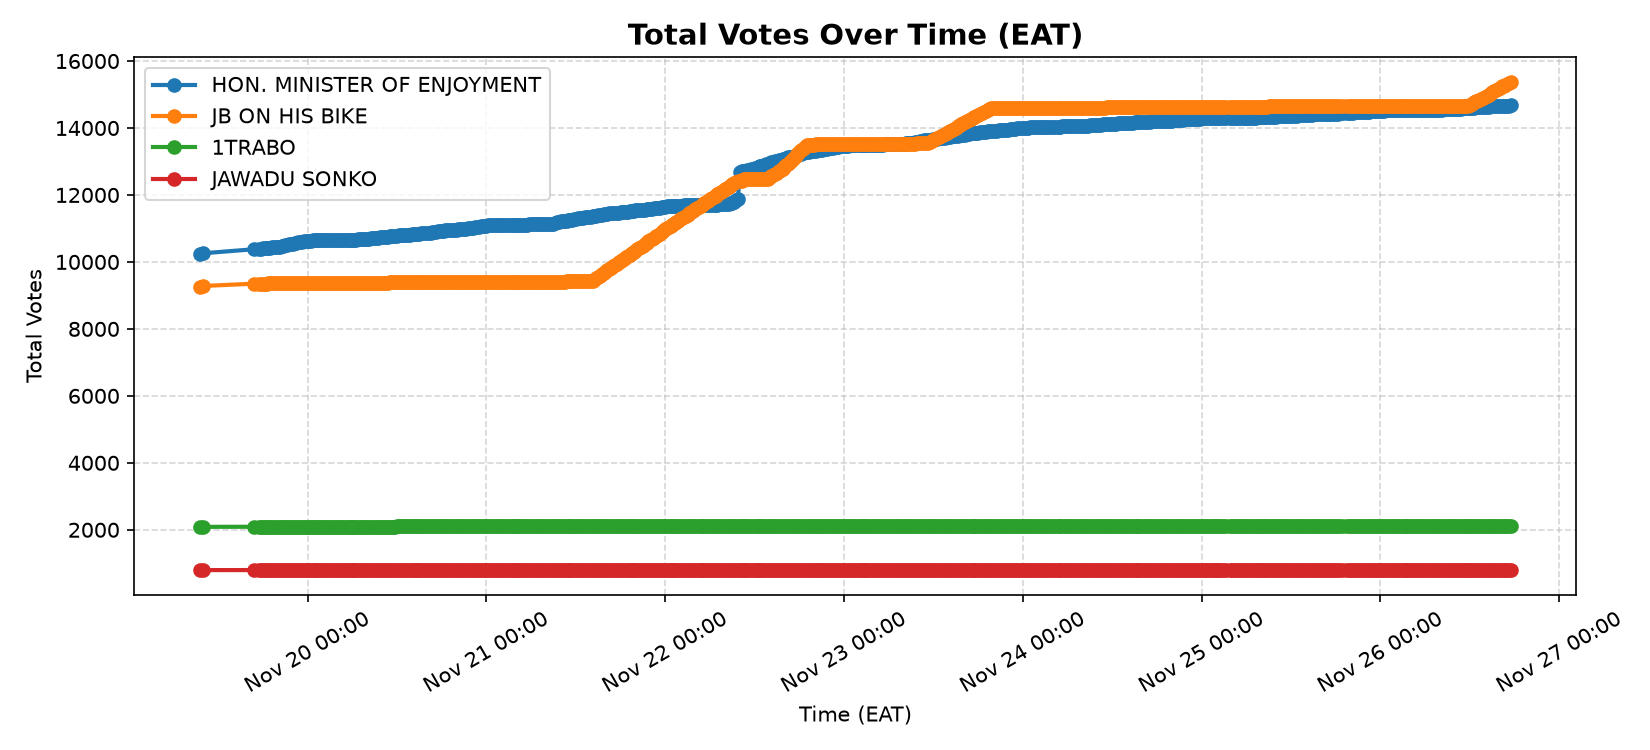 Total Votes Over Time (EAT)
HON. MINISTER OF ENJOYMENT
JB ON HIS BIKE
1TRABO
JAWADU SONKO
Total Votes
16000
14000
12000
10000
8000
6000
4000
2000
Nov 20 00:00
Nov 21 00:00
Nov 22 00:00
Nov 23 00:00
Nov 24 00:00
Nov 25 00:00
Nov 26 00:00
Nov 27 00:00
Time (EAT)